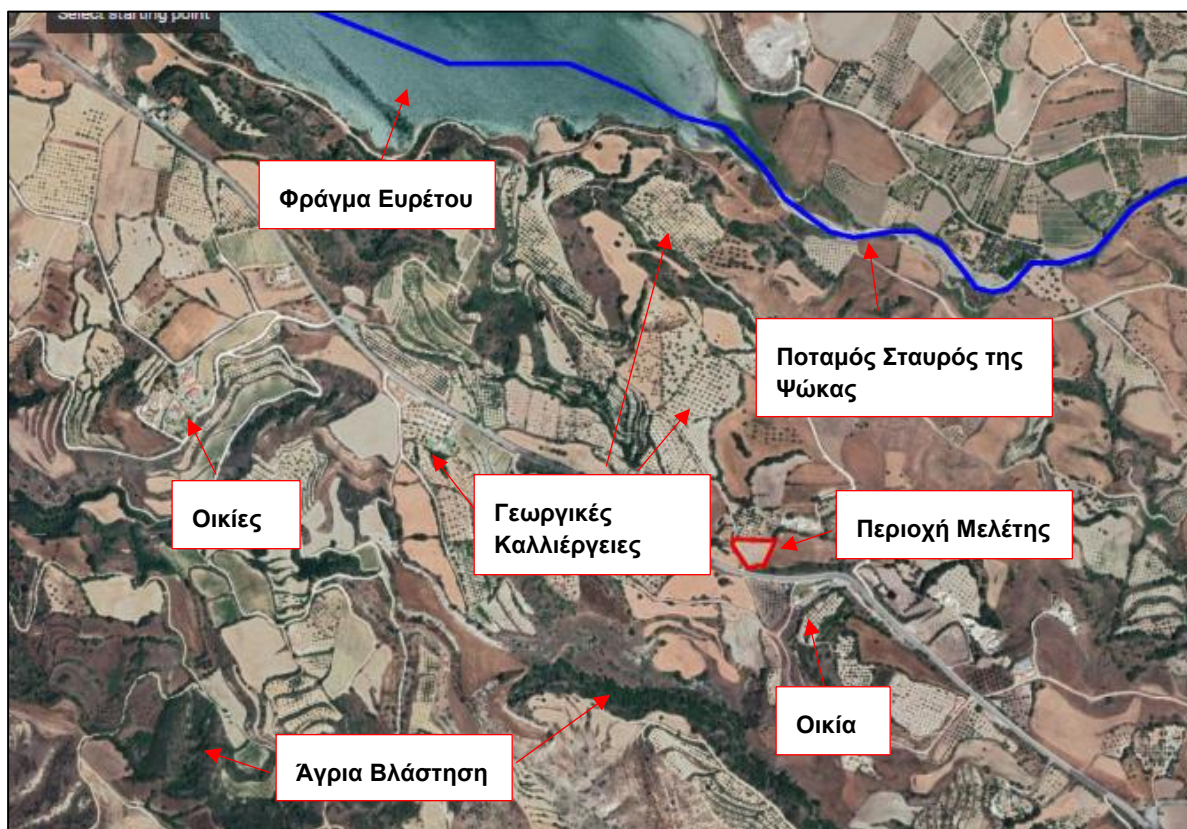 Select starting point
Φράγμα Ευρέτου
Ποταμός Σταυρός της
Ψώκας
Οικίες
Γεωργικές
Καλλιέργειες
Περιοχή Μελέτης
Οικία
Άγρια Βλάστηση